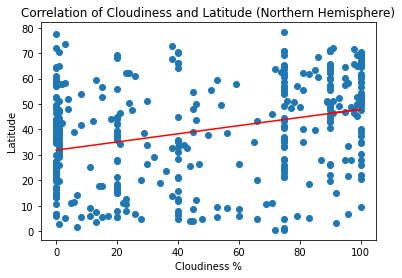 Correlation of Cloudiness and Latitude (Northern Hemisphere)
80
70
60
50
40
30
20
10
0
Latitude
0 20 40 60 80 100
Cloudiness %